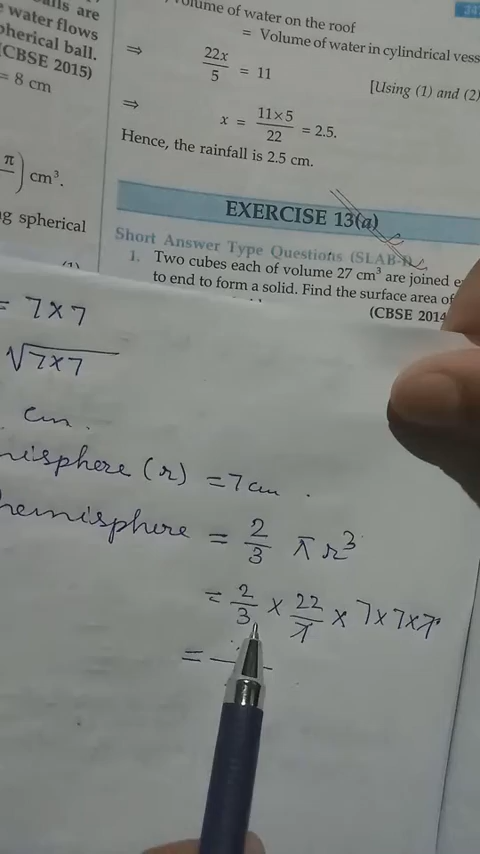 alls are
water flows
pherical ball.
(CBSE 2015)
= 8 cm
π ) cm³.
g spherical
olume of water on the roof
= Volume of water in cylindrical vess
⇒ 22x/5 = 11
[Using (1) and (2)
⇒ x = 11×5/22 = 2.5.
Hence, the rainfall is 2.5 cm.
EXERCISE 13(a)
Short Answer Type Questions (SLAB-I)
1. Two cubes each of volume 27 cm³ are joined e
to end to form a solid. Find the surface area of
(CBSE 2014
= 7×7
√7×7
cm.
misphere (r) = 7 cm .
hemisphere = 2/3 π r³
= 2/3 × 22/7 × 7×7×7
=